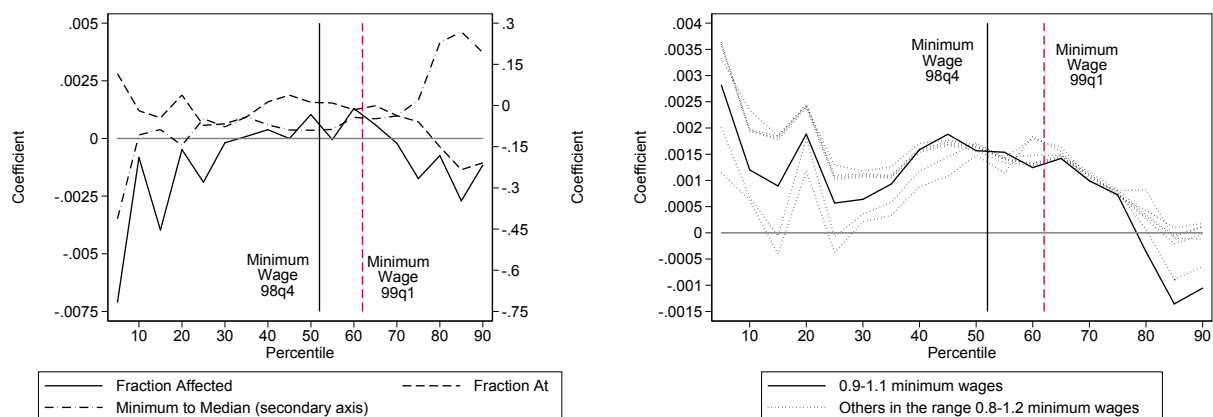 .005
.0025
0
-.0025
-.005
-.0075
Coefficient
.3
.15
0
-.15
-.3
-.45
-.6
-.75
Coefficient
Minimum
Wage
98q4
Minimum
Wage
99q1
10 20 30 40 50 60 70 80 90
Percentile
Fraction Affected
Fraction At
Minimum to Median (secondary axis)
.004
.0035
.003
.0025
.002
.0015
.001
.0005
0
-.0005
-.001
-.0015
Coefficient
Minimum
Wage
98q4
Minimum
Wage
99q1
10 20 30 40 50 60 70 80 90
Percentile
0.9-1.1 minimum wages
Others in the range 0.8-1.2 minimum wages